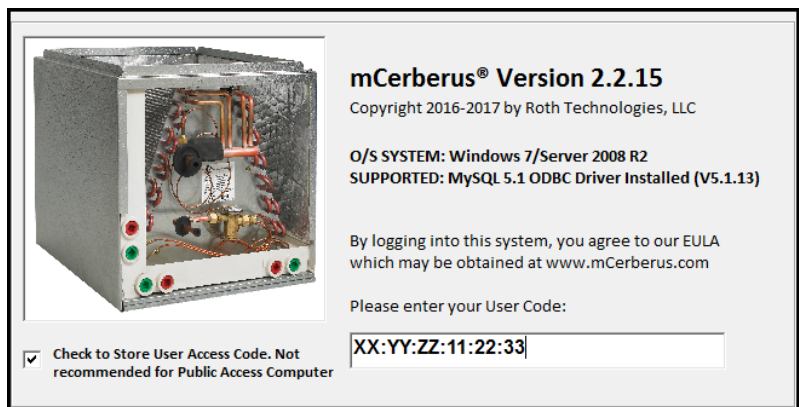 mCerberus® Version 2.2.15
Copyright 2016-2017 by Roth Technologies, LLC
O/S SYSTEM: Windows 7/Server 2008 R2
SUPPORTED: MySQL 5.1 ODBC Driver Installed (V5.1.13)
By logging into this system, you agree to our EULA
which may be obtained at www.mCerberus.com
Please enter your User Code:
XX:YY:ZZ:11:22:33
Check to Store User Access Code. Not
recommended for Public Access Computer